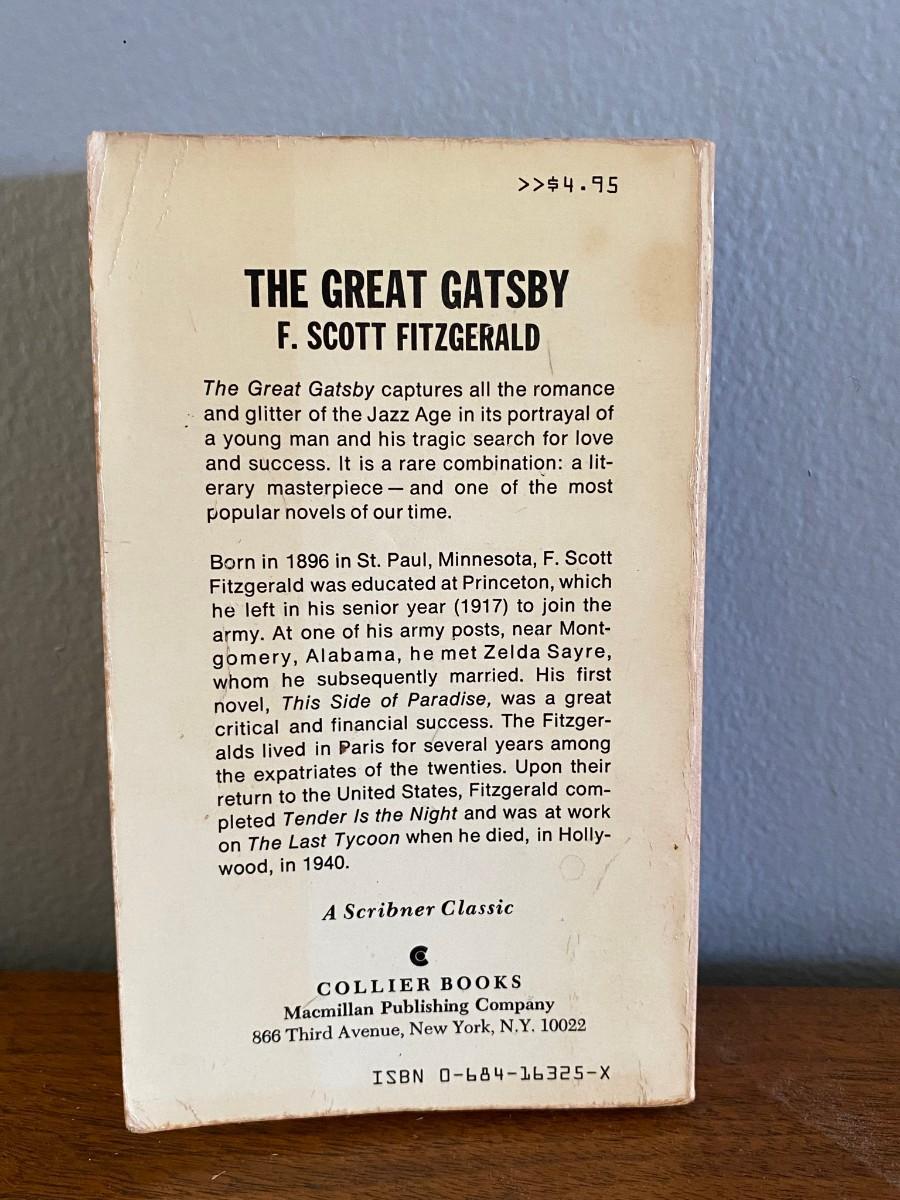 >>$4.95
THE GREAT GATSBY
F. SCOTT FITZGERALD
The Great Gatsby captures all the romance
and glitter of the Jazz Age in its portrayal of
a young man and his tragic search for love
and success. It is a rare combination: a lit-
erary masterpiece — and one of the most
popular novels of our time.
Born in 1896 in St. Paul, Minnesota, F. Scott
Fitzgerald was educated at Princeton, which
he left in his senior year (1917) to join the
army. At one of his army posts, near Mont-
gomery, Alabama, he met Zelda Sayre,
whom he subsequently married. His first
novel, This Side of Paradise, was a great
critical and financial success. The Fitzger-
alds lived in Paris for several years among
the expatriates of the twenties. Upon their
return to the United States, Fitzgerald com-
pleted Tender Is the Night and was at work
on The Last Tycoon when he died, in Holly-
wood, in 1940.
A Scribner Classic
COLLIER BOOKS
Macmillan Publishing Company
866 Third Avenue, New York, N.Y. 10022
ISBN 0-684-16325-X